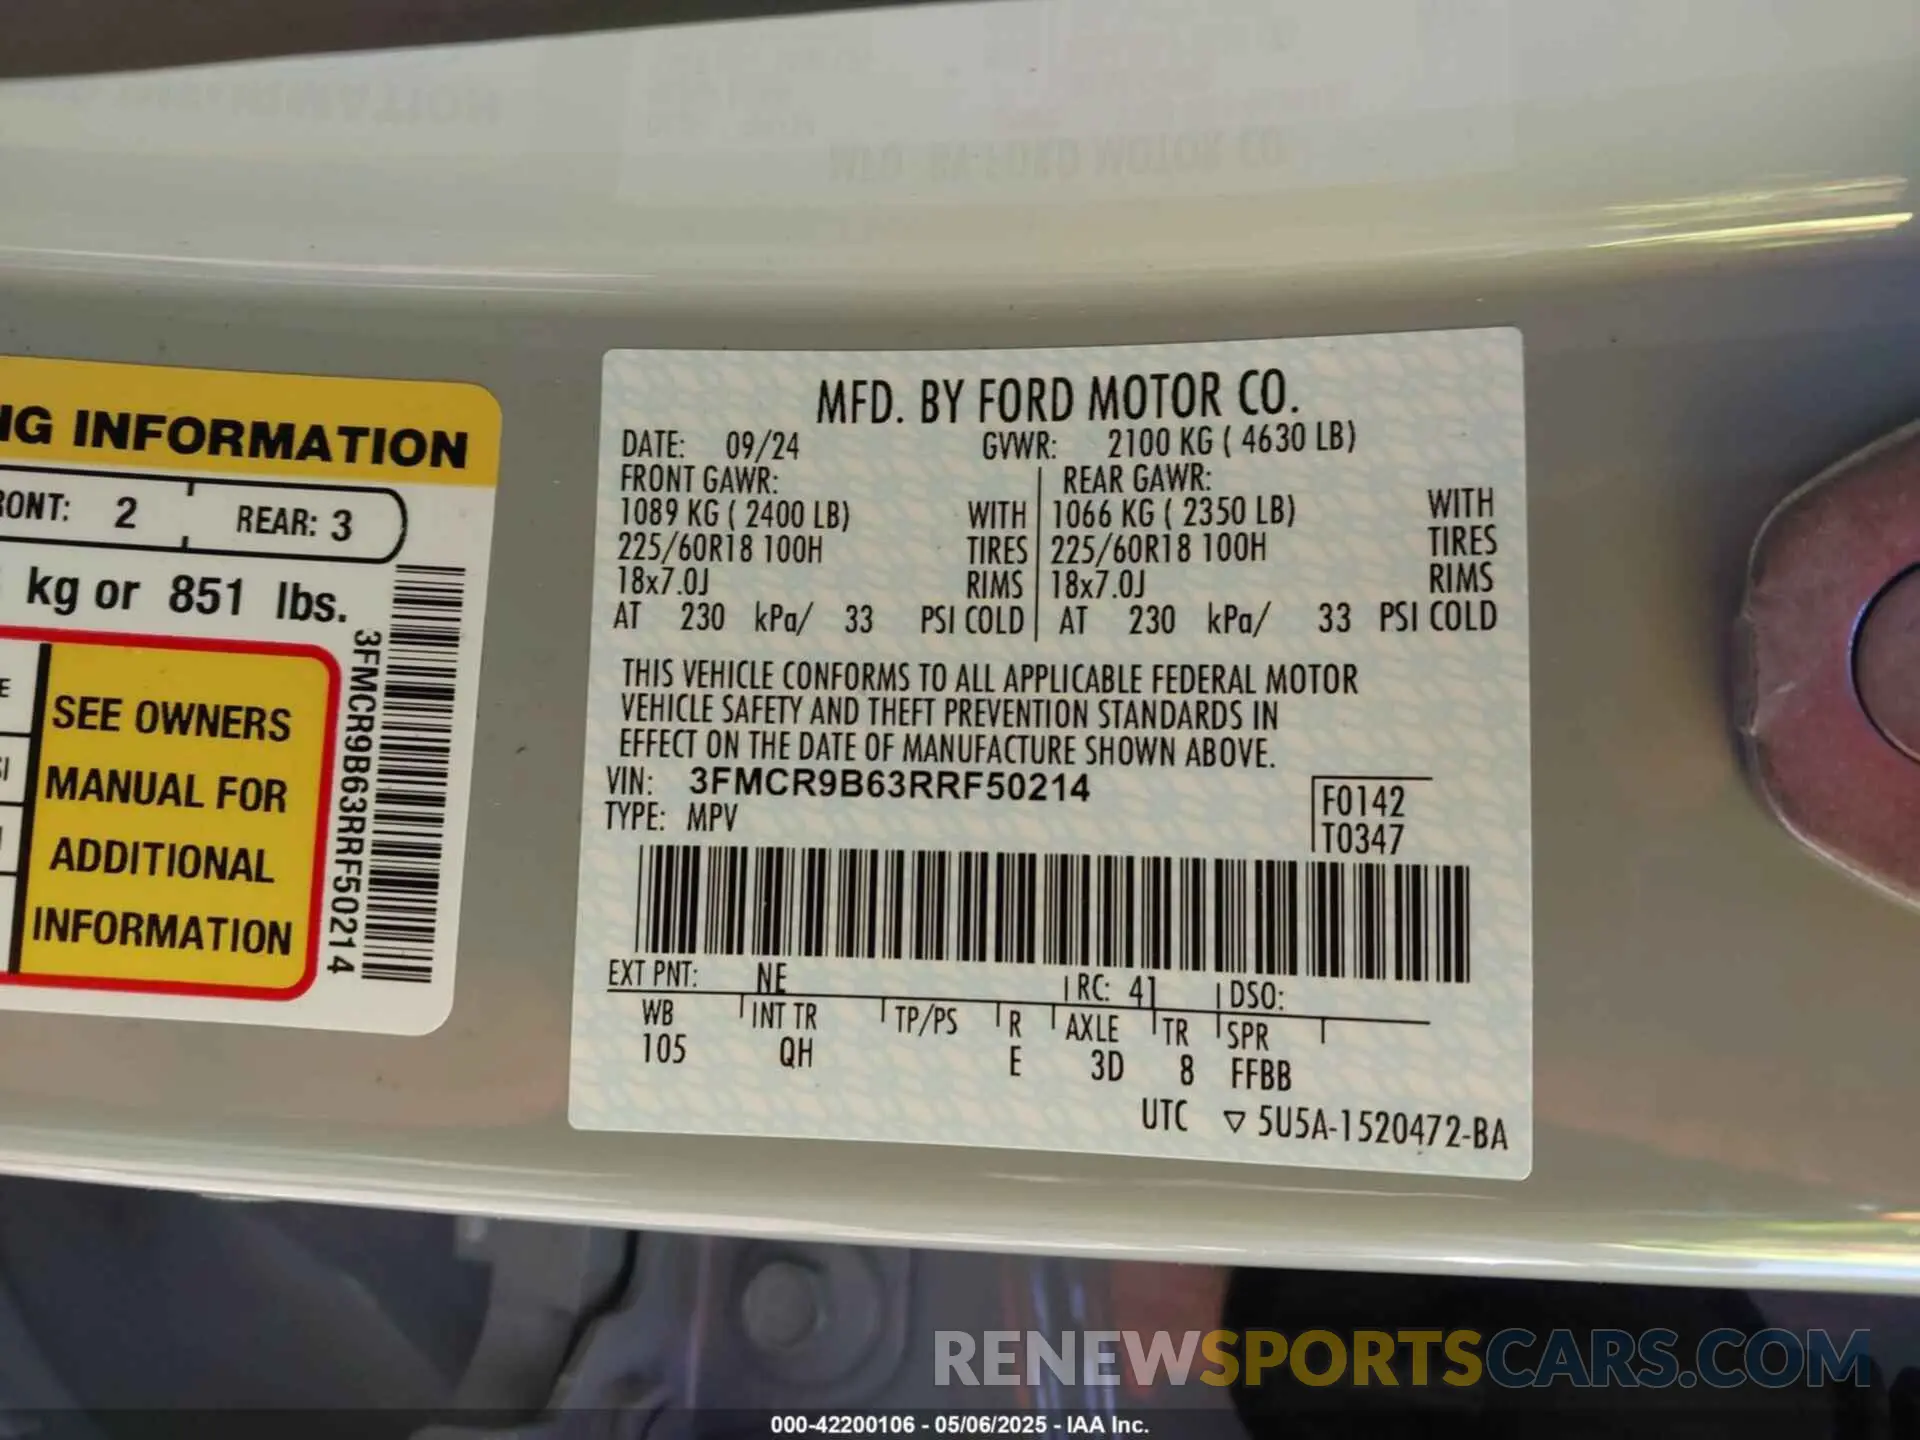 NG INFORMATION
RONT: 2 REAR: 3
kg or 851 lbs.
SEE OWNERS
MANUAL FOR
ADDITIONAL
INFORMATION
3FMCR9B63RRF50214
MFD. BY FORD MOTOR CO.
DATE: 09/24 GVWR: 2100 KG ( 4630 LB)
FRONT GAWR: REAR GAWR:
1089 KG ( 2400 LB) WITH 1066 KG ( 2350 LB) WITH
225/60R18 100H TIRES 225/60R18 100H TIRES
18x7.0J RIMS 18x7.0J RIMS
AT 230 kPa/ 33 PSI COLD AT 230 kPa/ 33 PSI COLD
THIS VEHICLE CONFORMS TO ALL APPLICABLE FEDERAL MOTOR
VEHICLE SAFETY AND THEFT PREVENTION STANDARDS IN
EFFECT ON THE DATE OF MANUFACTURE SHOWN ABOVE.
VIN: 3FMCR9B63RRF50214
TYPE: MPV
F0142
T0347
EXT PNT: NE RC: 41 DSO:
WB INT TR TP/PS R AXLE TR SPR
105 QH E 3D 8 FFBB
UTC ▽ 5U5A-1520472-BA
RENEWSPORTSCARS.COM
000-42200106 - 05/06/2025 - IAA Inc.